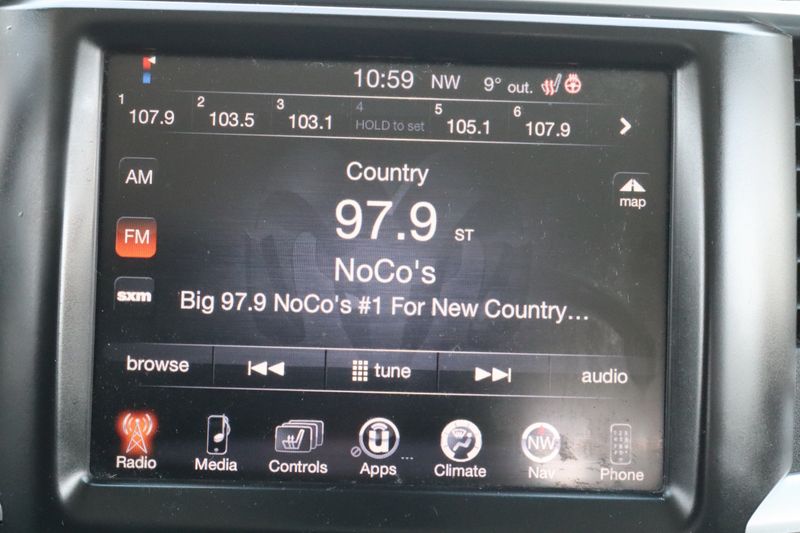 10:59 NW 9° out.
1 107.9 2 103.5 3 103.1 4 HOLD to set 5 105.1 6 107.9
AM
Country
map
97.9 ST
FM
NoCo's
sxm
Big 97.9 NoCo's #1 For New Country...
browse tune audio
NW
Radio Media Controls Apps Climate Nav Phone